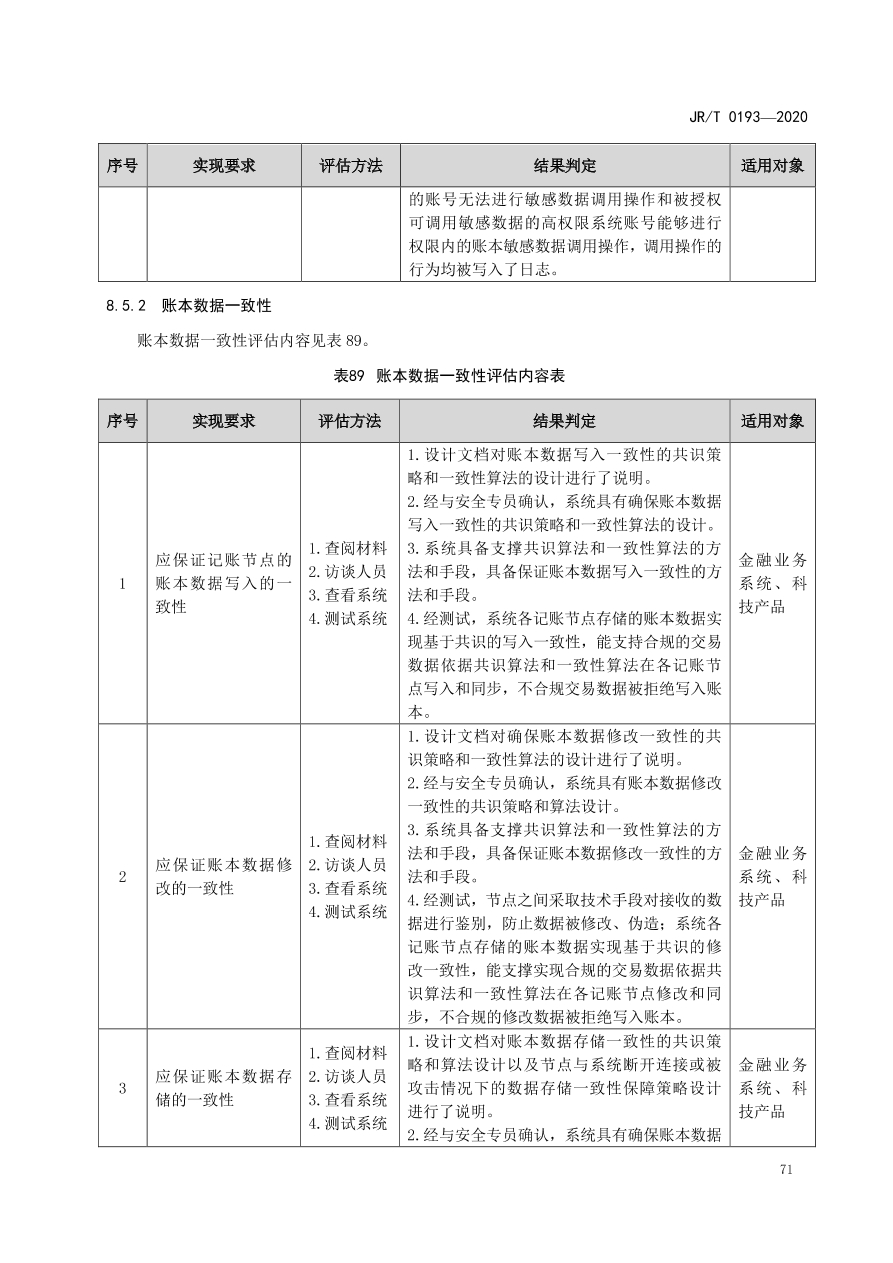 JR/T 0193—2020
序号 实现要求 评估方法 结果判定 适用对象
的账号无法进行敏感数据调用操作和被授权
可调用敏感数据的高权限系统账号能够进行
权限内的账本敏感数据调用操作，调用操作的
行为均被写入了日志。
8.5.2 账本数据一致性
账本数据一致性评估内容见表 89。
表89 账本数据一致性评估内容表
序号 实现要求 评估方法 结果判定 适用对象
1
应保证记账节点的
账本数据写入的一
致性
1.查阅材料
2.访谈人员
3.查看系统
4.测试系统
1.设计文档对账本数据写入一致性的共识策
略和一致性算法的设计进行了说明。
2.经与安全专员确认，系统具有确保账本数据
写入一致性的共识策略和一致性算法的设计。
3.系统具备支撑共识算法和一致性算法的方
法和手段，具备保证账本数据写入一致性的方
法和手段。
4.经测试，系统各记账节点存储的账本数据实
现基于共识的写入一致性，能支持合规的交易
数据依据共识算法和一致性算法在各记账节
点写入和同步，不合规交易数据被拒绝写入账
本。
金融业务
系统、科
技产品
2
应保证账本数据修
改的一致性
1.查阅材料
2.访谈人员
3.查看系统
4.测试系统
1.设计文档对确保账本数据修改一致性的共
识策略和一致性算法的设计进行了说明。
2.经与安全专员确认，系统具有账本数据修改
一致性的共识策略和算法设计。
3.系统具备支撑共识算法和一致性算法的方
法和手段，具备保证账本数据修改一致性的方
法和手段。
4.经测试，节点之间采取技术手段对接收的数
据进行鉴别，防止数据被修改、伪造；系统各
记账节点存储的账本数据实现基于共识的修
改一致性，能支撑实现合规的交易数据依据共
识算法和一致性算法在各记账节点修改和同
步，不合规的修改数据被拒绝写入账本。
金融业务
系统、科
技产品
3
应保证账本数据存
储的一致性
1.查阅材料
2.访谈人员
3.查看系统
4.测试系统
1.设计文档对账本数据存储一致性的共识策
略和算法设计以及节点与系统断开连接或被
攻击情况下的数据存储一致性保障策略设计
进行了说明。
2.经与安全专员确认，系统具有确保账本数据
金融业务
系统、科
技产品
71